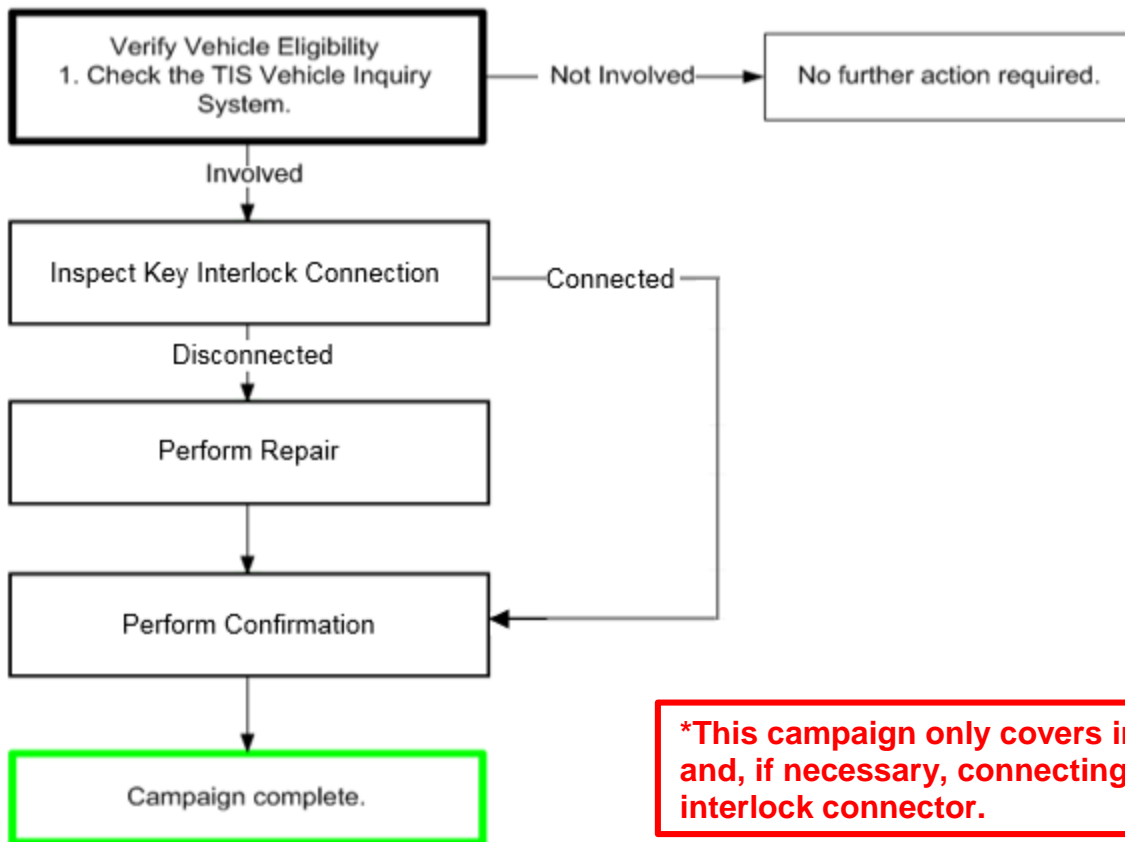 Verify Vehicle Eligibility
1. Check the TIS Vehicle Inquiry
System.
Not Involved
No further action required.
Involved
Inspect Key Interlock Connection
Connected
Disconnected
Perform Repair
Perform Confirmation
Campaign complete.
*This campaign only covers
and, if necessary, connecting
interlock connector.